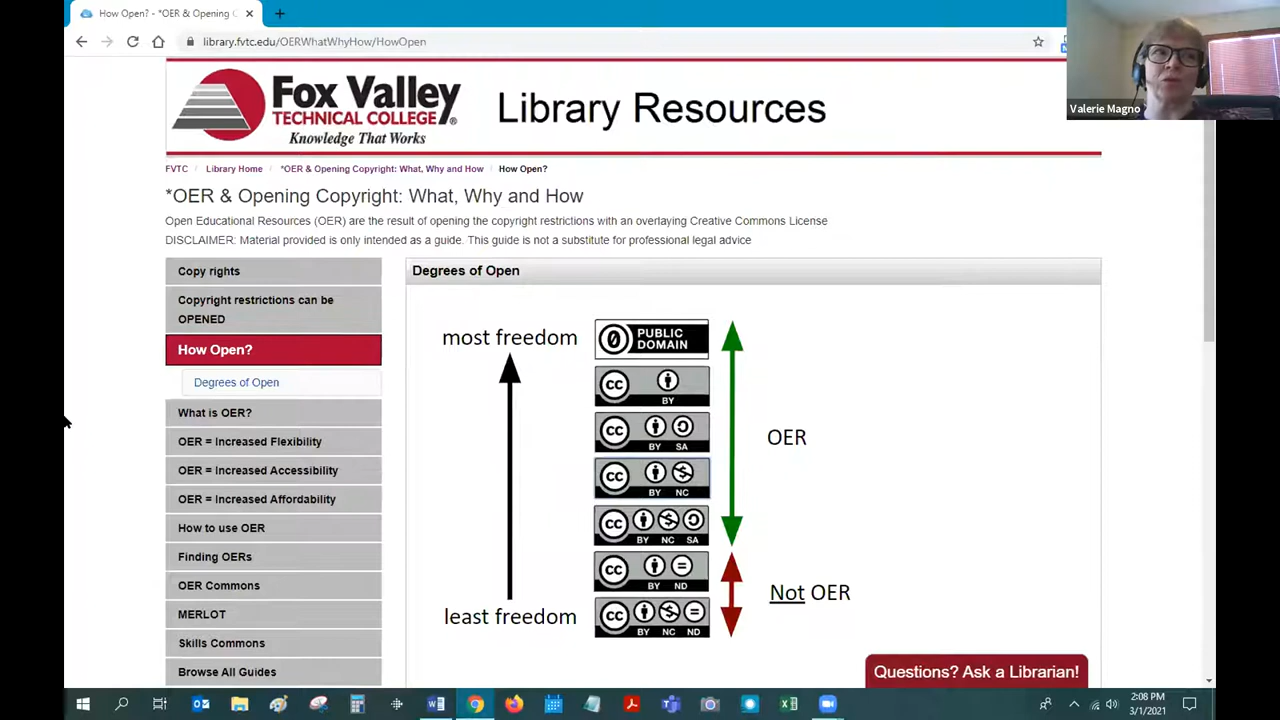 How Open? - *OER & Opening C
library.fvtc.edu/OERWhatWhyHow/HowOpen
Valerie Magno
Fox Valley
TECHNICAL COLLEGE®
Knowledge That Works
Library Resources
FVTC / Library Home / *OER & Opening Copyright: What, Why and How / How Open?
*OER & Opening Copyright: What, Why and How
Open Educational Resources (OER) are the result of opening the copyright restrictions with an overlaying Creative Commons License
DISCLAIMER: Material provided is only intended as a guide. This guide is not a substitute for professional legal advice
Copy rights
Copyright restrictions can be
OPENED
How Open?
Degrees of Open
What is OER?
OER = Increased Flexibility
OER = Increased Accessibility
OER = Increased Affordability
How to use OER
Finding OERs
OER Commons
MERLOT
Skills Commons
Browse All Guides
Degrees of Open
most freedom
0 PUBLIC
DOMAIN
cc
BY
cc
BY SA
cc
BY NC
cc
BY NC SA
cc
BY ND
cc
BY NC ND
least freedom
OER
Not OER
Questions? Ask a Librarian!
2:08 PM
3/1/2021